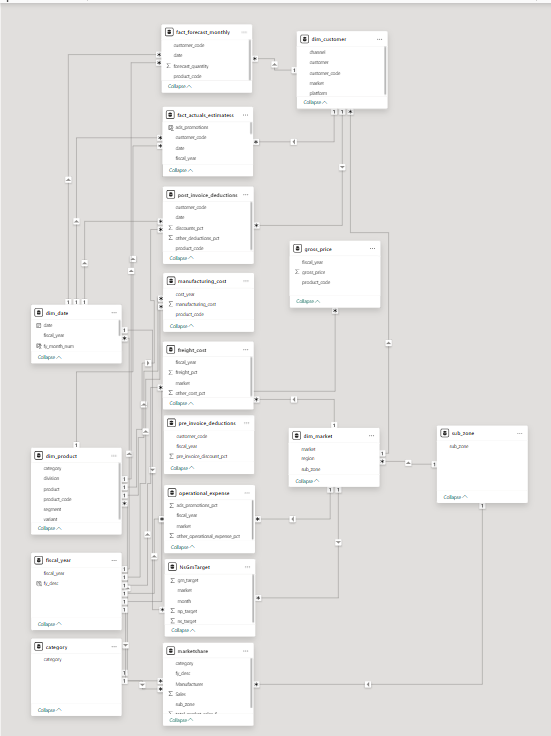 fact_forecast_monthly
customer_code
date
forecast_quantity
product_code
Collapse
dim_customer
channel
customer
customer_code
market
platform
Collapse
fact_actuals_estimates
ads_promotions
customer_code
date
fiscal_year
Collapse
post_invoice_deductions
customer_code
date
discounts_pct
other_deductions_pct
product_code
Collapse
gross_price
fiscal_year
gross_price
product_code
Collapse
manufacturing_cost
cost_year
manufacturing_cost
product_code
Collapse
dim_date
date
fiscal_year
fy_month_num
Collapse
freight_cost
fiscal_year
freight_pct
market
other_cost_pct
Collapse
pre_invoice_deductions
customer_code
fiscal_year
pre_invoice_discount_pct
Collapse
dim_market
market
region
sub_zone
Collapse
sub_zone
sub_zone
Collapse
dim_product
category
division
product
product_code
segment
variant
Collapse
operational_expense
ads_promotions_pct
fiscal_year
market
other_operational_expense_pct
Collapse
fiscal_year
fiscal_year
fy_desc
Collapse
NsGmTarget
gm_target
market
month
np_target
ns_target
Collapse
category
category
Collapse
marketshare
category
fy_desc
Manufacturer
Sales
sub_zone
Collapse